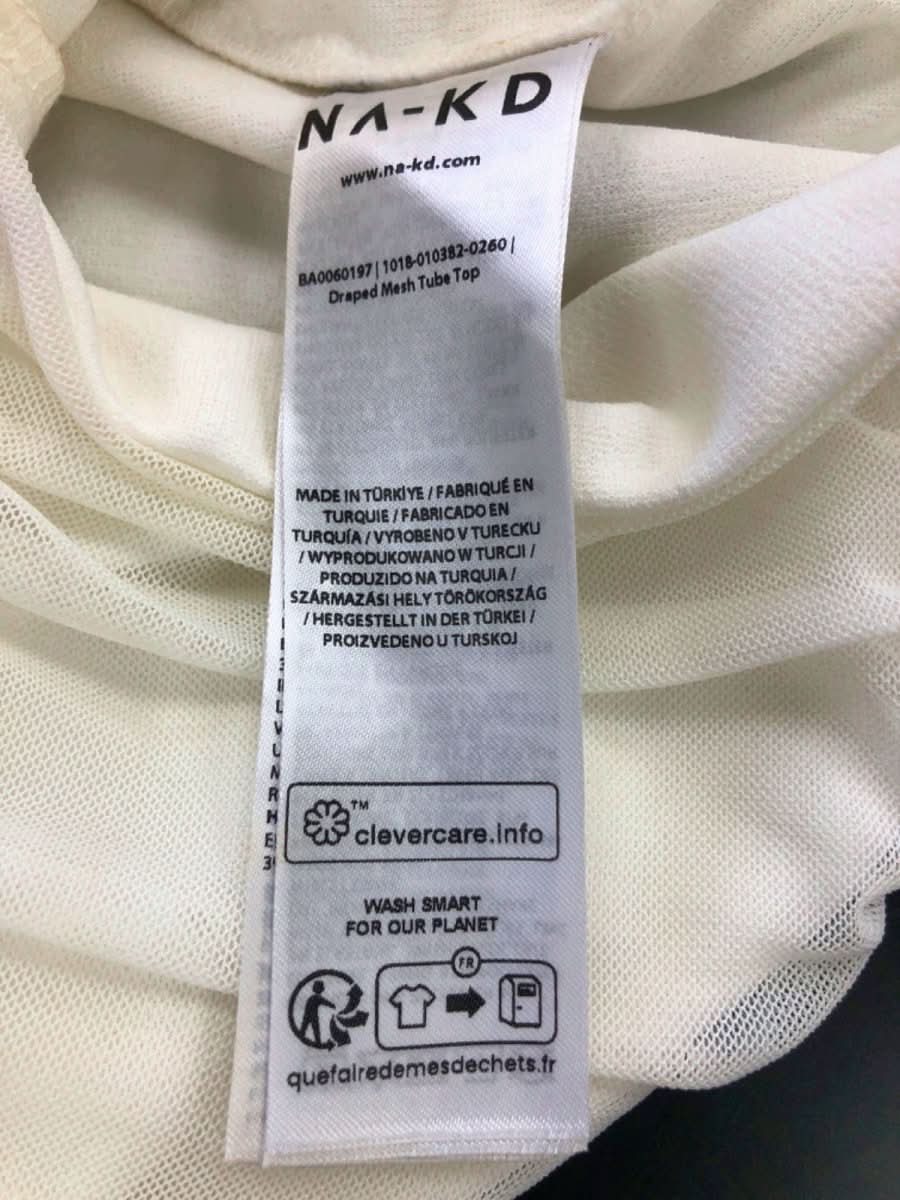 NA-KD
www.na-kd.com
BA0060197 | 1018-010382-0260 |
Draped Mesh Tube Top
MADE IN TÜRKİYE / FABRIQUÉ EN
TURQUIE / FABRICADO EN
TURQUÍA / VYROBENO V TURECKU
/ WYPRODUKOWANO W TURCJI /
PRODUZIDO NA TURQUIA /
SZÁRMAZÁSI HELY TÖRÖKORSZÁG
/ HERGESTELLT IN DER TÜRKEI /
PROIZVEDENO U TURSKOJ
™
clevercare.info
WASH SMART
FOR OUR PLANET
FR
quefairedemesdechets.fr